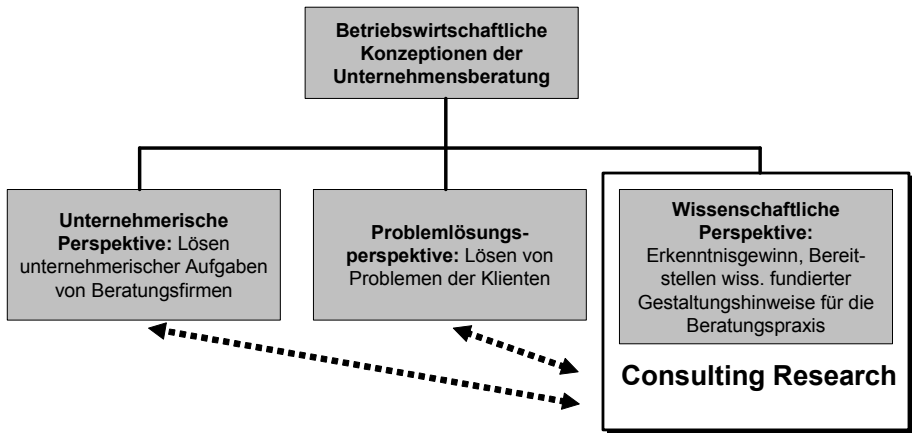 Betriebswirtschaftliche
Konzeptionen der
Unternehmensberatung
Unternehmerische
Perspektive: Lösen
unternehmerischer Aufgaben
von Beratungsfirmen
Problemlösungs-
perspektive: Lösen von
Problemen der Klienten
Wissenschaftliche
Perspektive:
Erkenntnisgewinn, Bereit-
stellen wiss. fundierter
Gestaltungshinweise für die
Beratungspraxis
Consulting Research